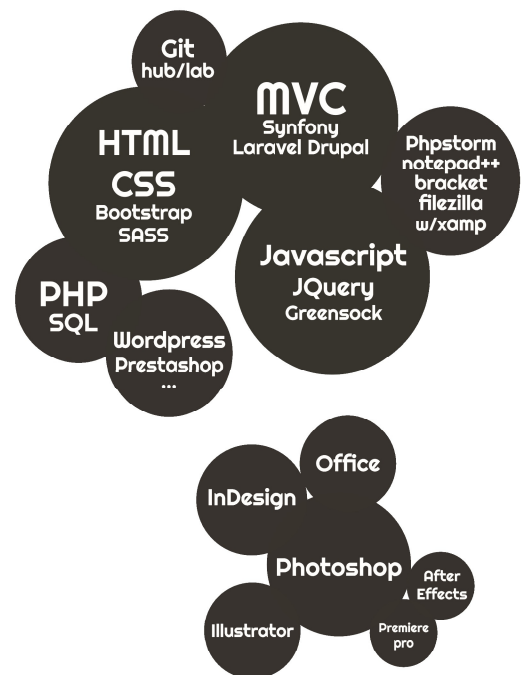 Git
hub/lab
MVC
Synfony
Laravel Drupal
HTML
CSS
Bootstrap
SASS
Phpstorm
notepad++
bracket
filezilla
w/xamp
Javascript
JQuery
Greensock
PHP
SQL
Wordpress
Prestashop
...
Office
InDesign
Photoshop
After
Effects
Illustrator
Premiere
pro